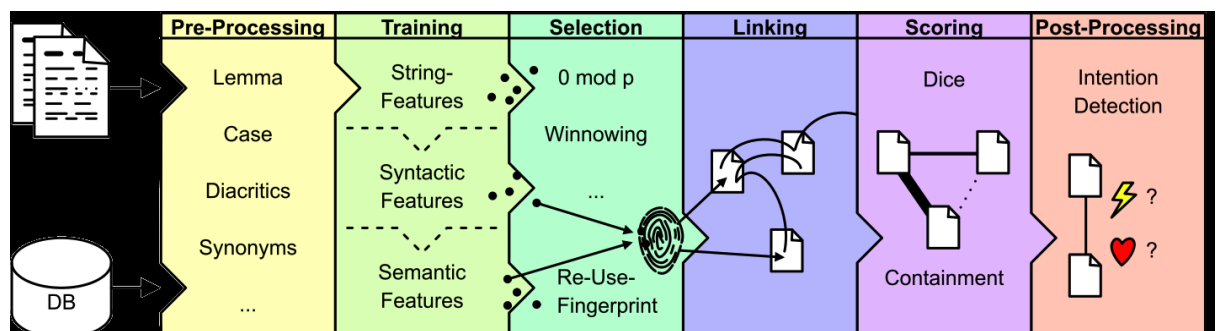 Pre-Processing
Training
Selection
Linking
Scoring
Post-Processing
DB
Lemma
Case
Diacritics
Synonyms
...
String-
Features
Syntactic
Features
Semantic
Features
0 mod p
Winnowing
...
Re-Use-
Fingerprint
Dice
Containment
Intention
Detection
?
?